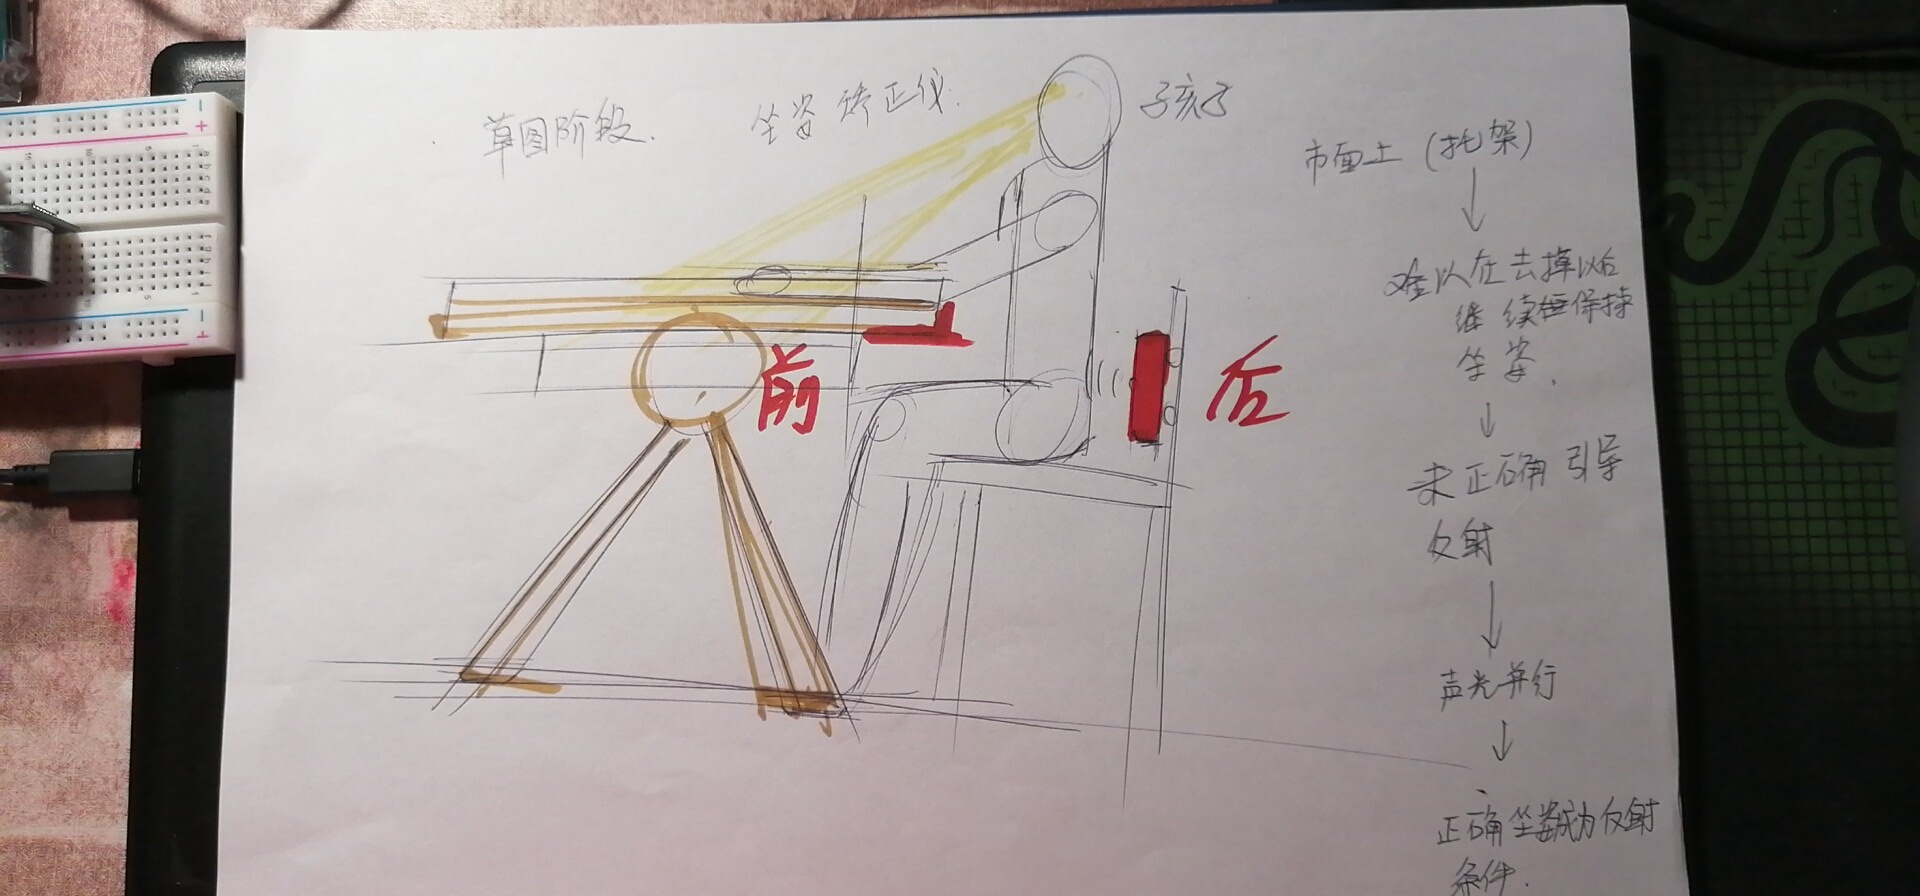 草图阶段.
坐姿矫正仪.
孩子
前
后
市面上(托架)
难以在去掉以后
继续保持
坐姿.
未正确引导
反射
声光并行
正确坐姿成为反射
条件.